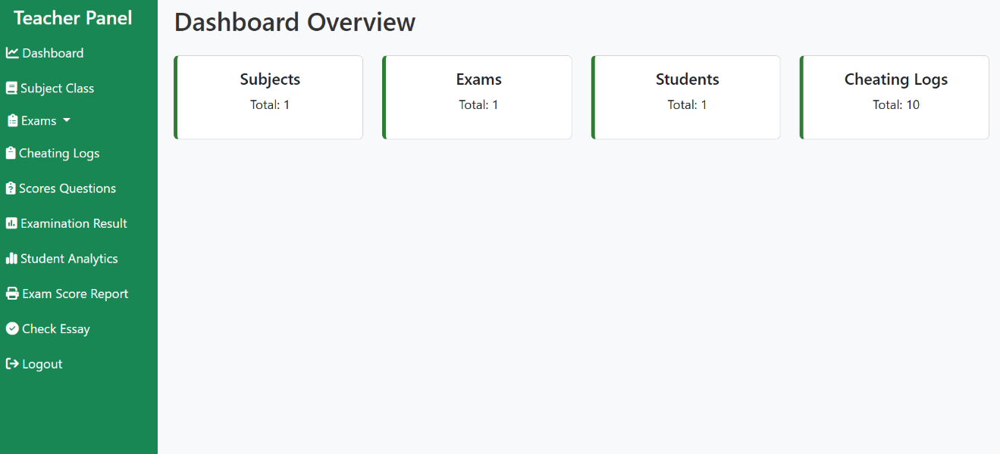 Teacher Panel
Dashboard
Subject Class
Exams
Cheating Logs
Scores Questions
Examination Result
Student Analytics
Exam Score Report
Check Essay
Logout
Dashboard Overview
Subjects
Total: 1
Exams
Total: 1
Students
Total: 1
Cheating Logs
Total: 10